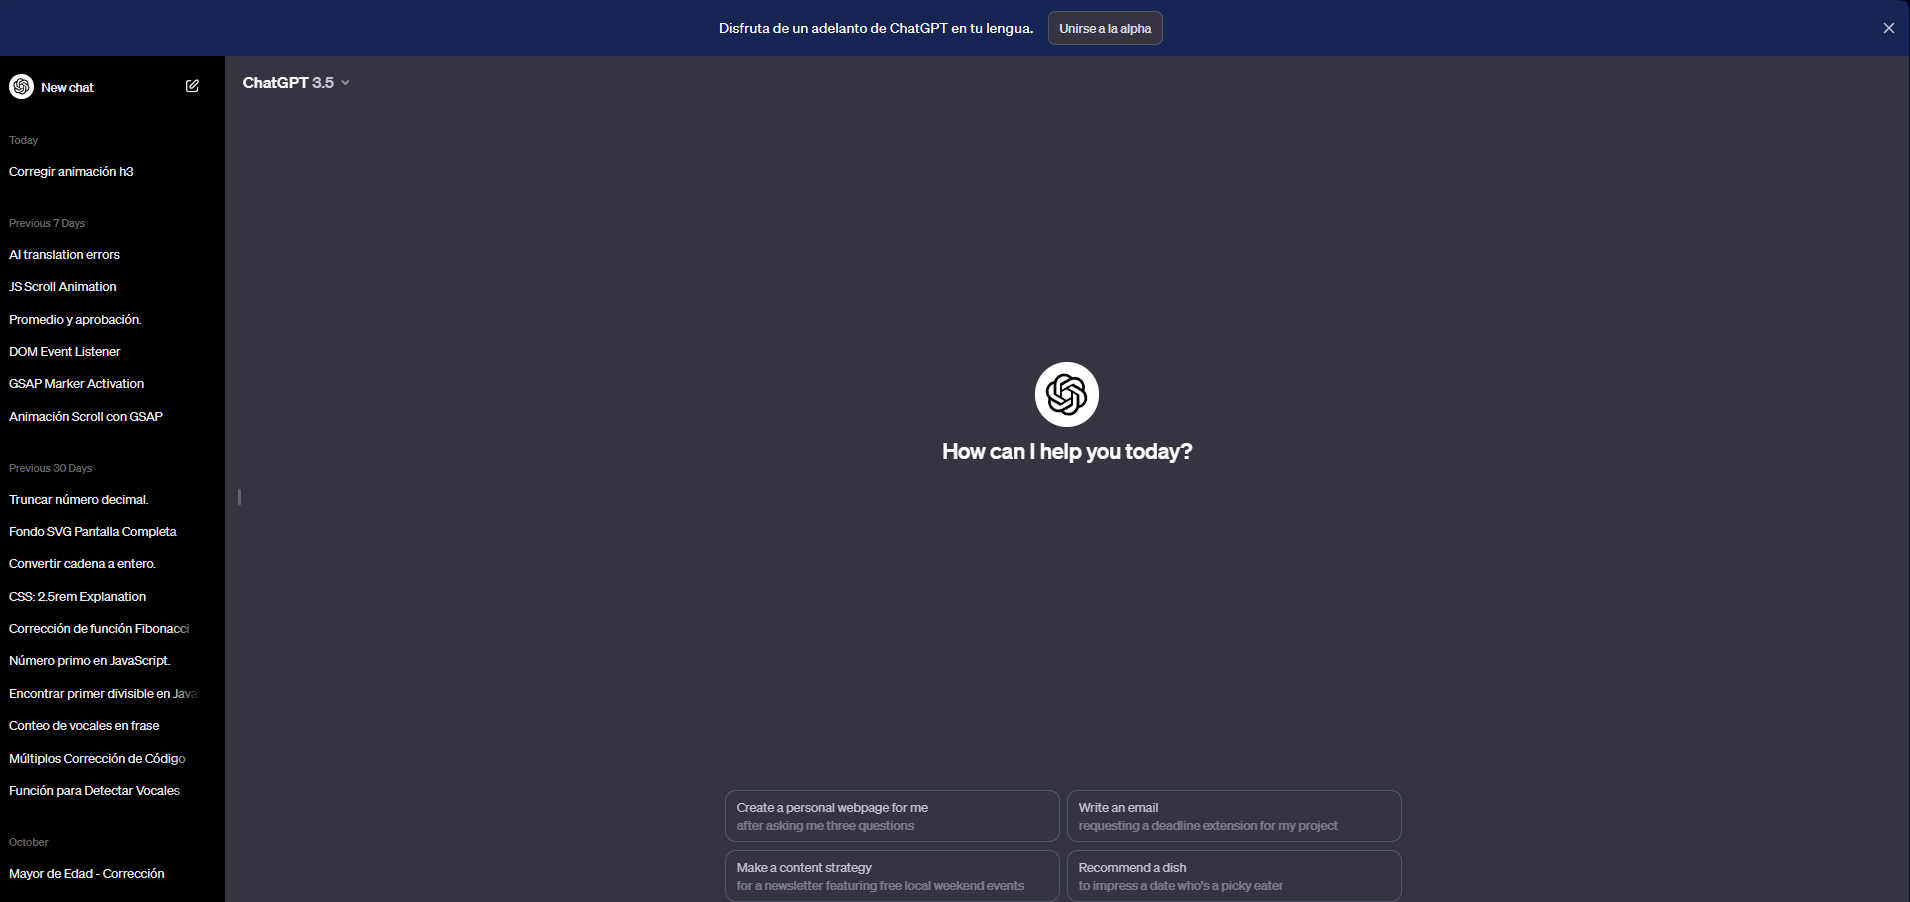 Disfruta de un adelanto de ChatGPT en tu lengua. Unirse a la alpha
New chat
Today
Corregir animación h3
Previous 7 Days
AI translation errors
JS Scroll Animation
Promedio y aprobación.
DOM Event Listener
GSAP Marker Activation
Animación Scroll con GSAP
Previous 30 Days
Truncar número decimal.
Fondo SVG Pantalla Completa
Convertir cadena a entero.
CSS: 2.5rem Explanation
Corrección de función Fibonacci
Número primo en JavaScript.
Encontrar primer divisible en Java
Conteo de vocales en frase
Múltiplos Corrección de Código
Función para Detectar Vocales
October
Mayor de Edad - Corrección
ChatGPT 3.5
How can I help you today?
Create a personal webpage for me
after asking me three questions
Write an email
requesting a deadline extension for my project
Make a content strategy
for a newsletter featuring free local weekend events
Recommend a dish
to impress a date who's a picky eater